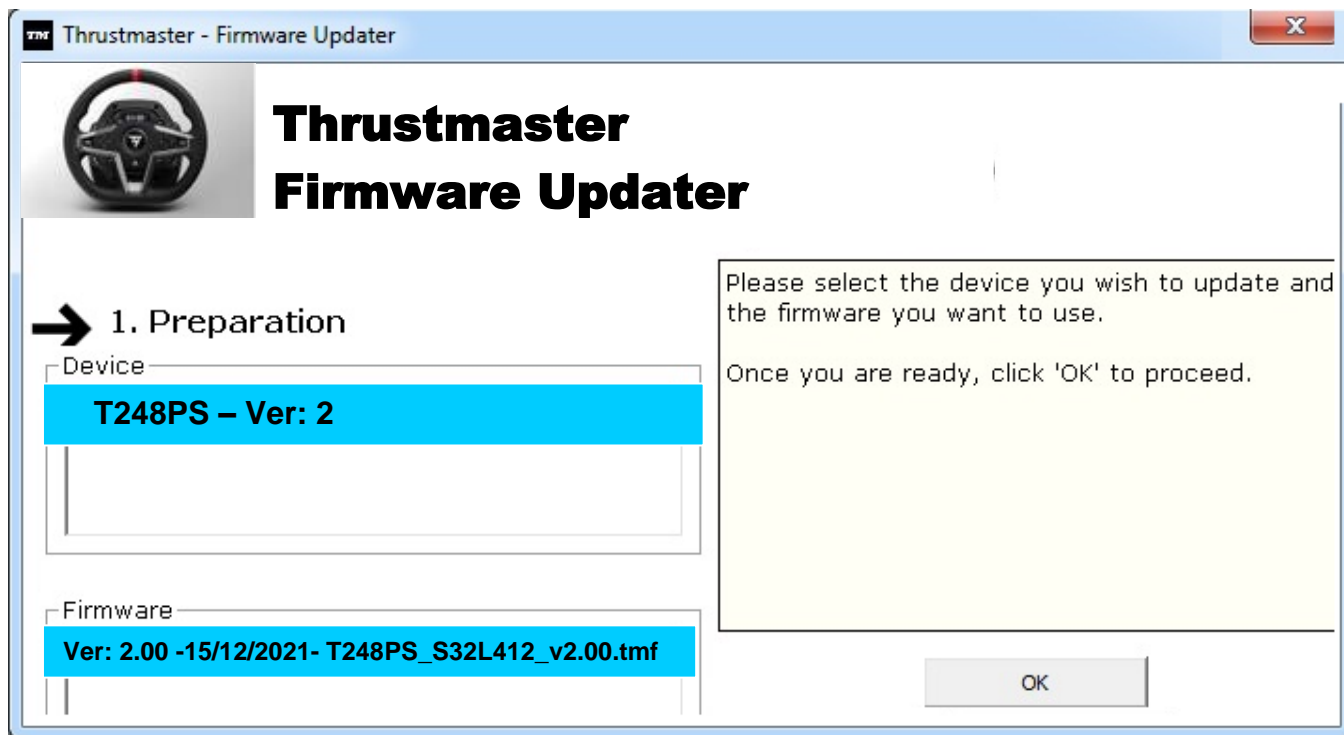 TM Thrustmaster - Firmware Updater
Thrustmaster
Firmware Updater
1. Preparation
Device
T248PS – Ver: 2
Firmware
Ver: 2.00 -15/12/2021- T248PS_S32L412_v2.00.tmf
Please select the device you wish to update and
the firmware you want to use.
Once you are ready, click 'OK' to proceed.
OK